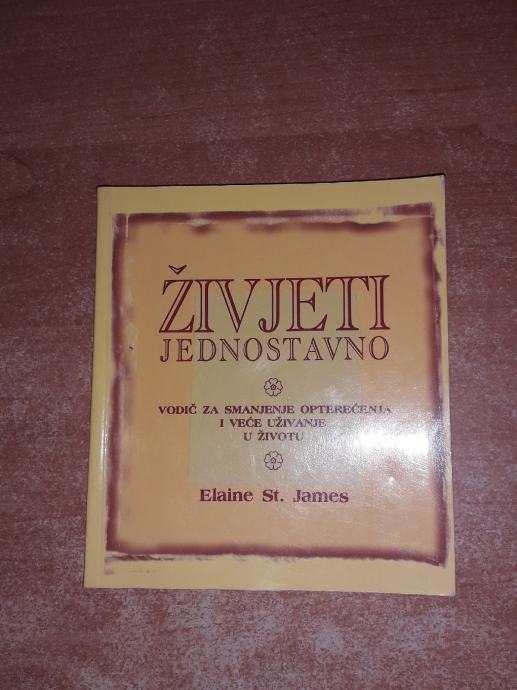 ŽIVJETI
JEDNOSTAVNO
VODIČ ZA SMANJENJE OPTEREĆENJA
I VEĆE UŽIVANJE
U ŽIVOTU
Elaine St. James